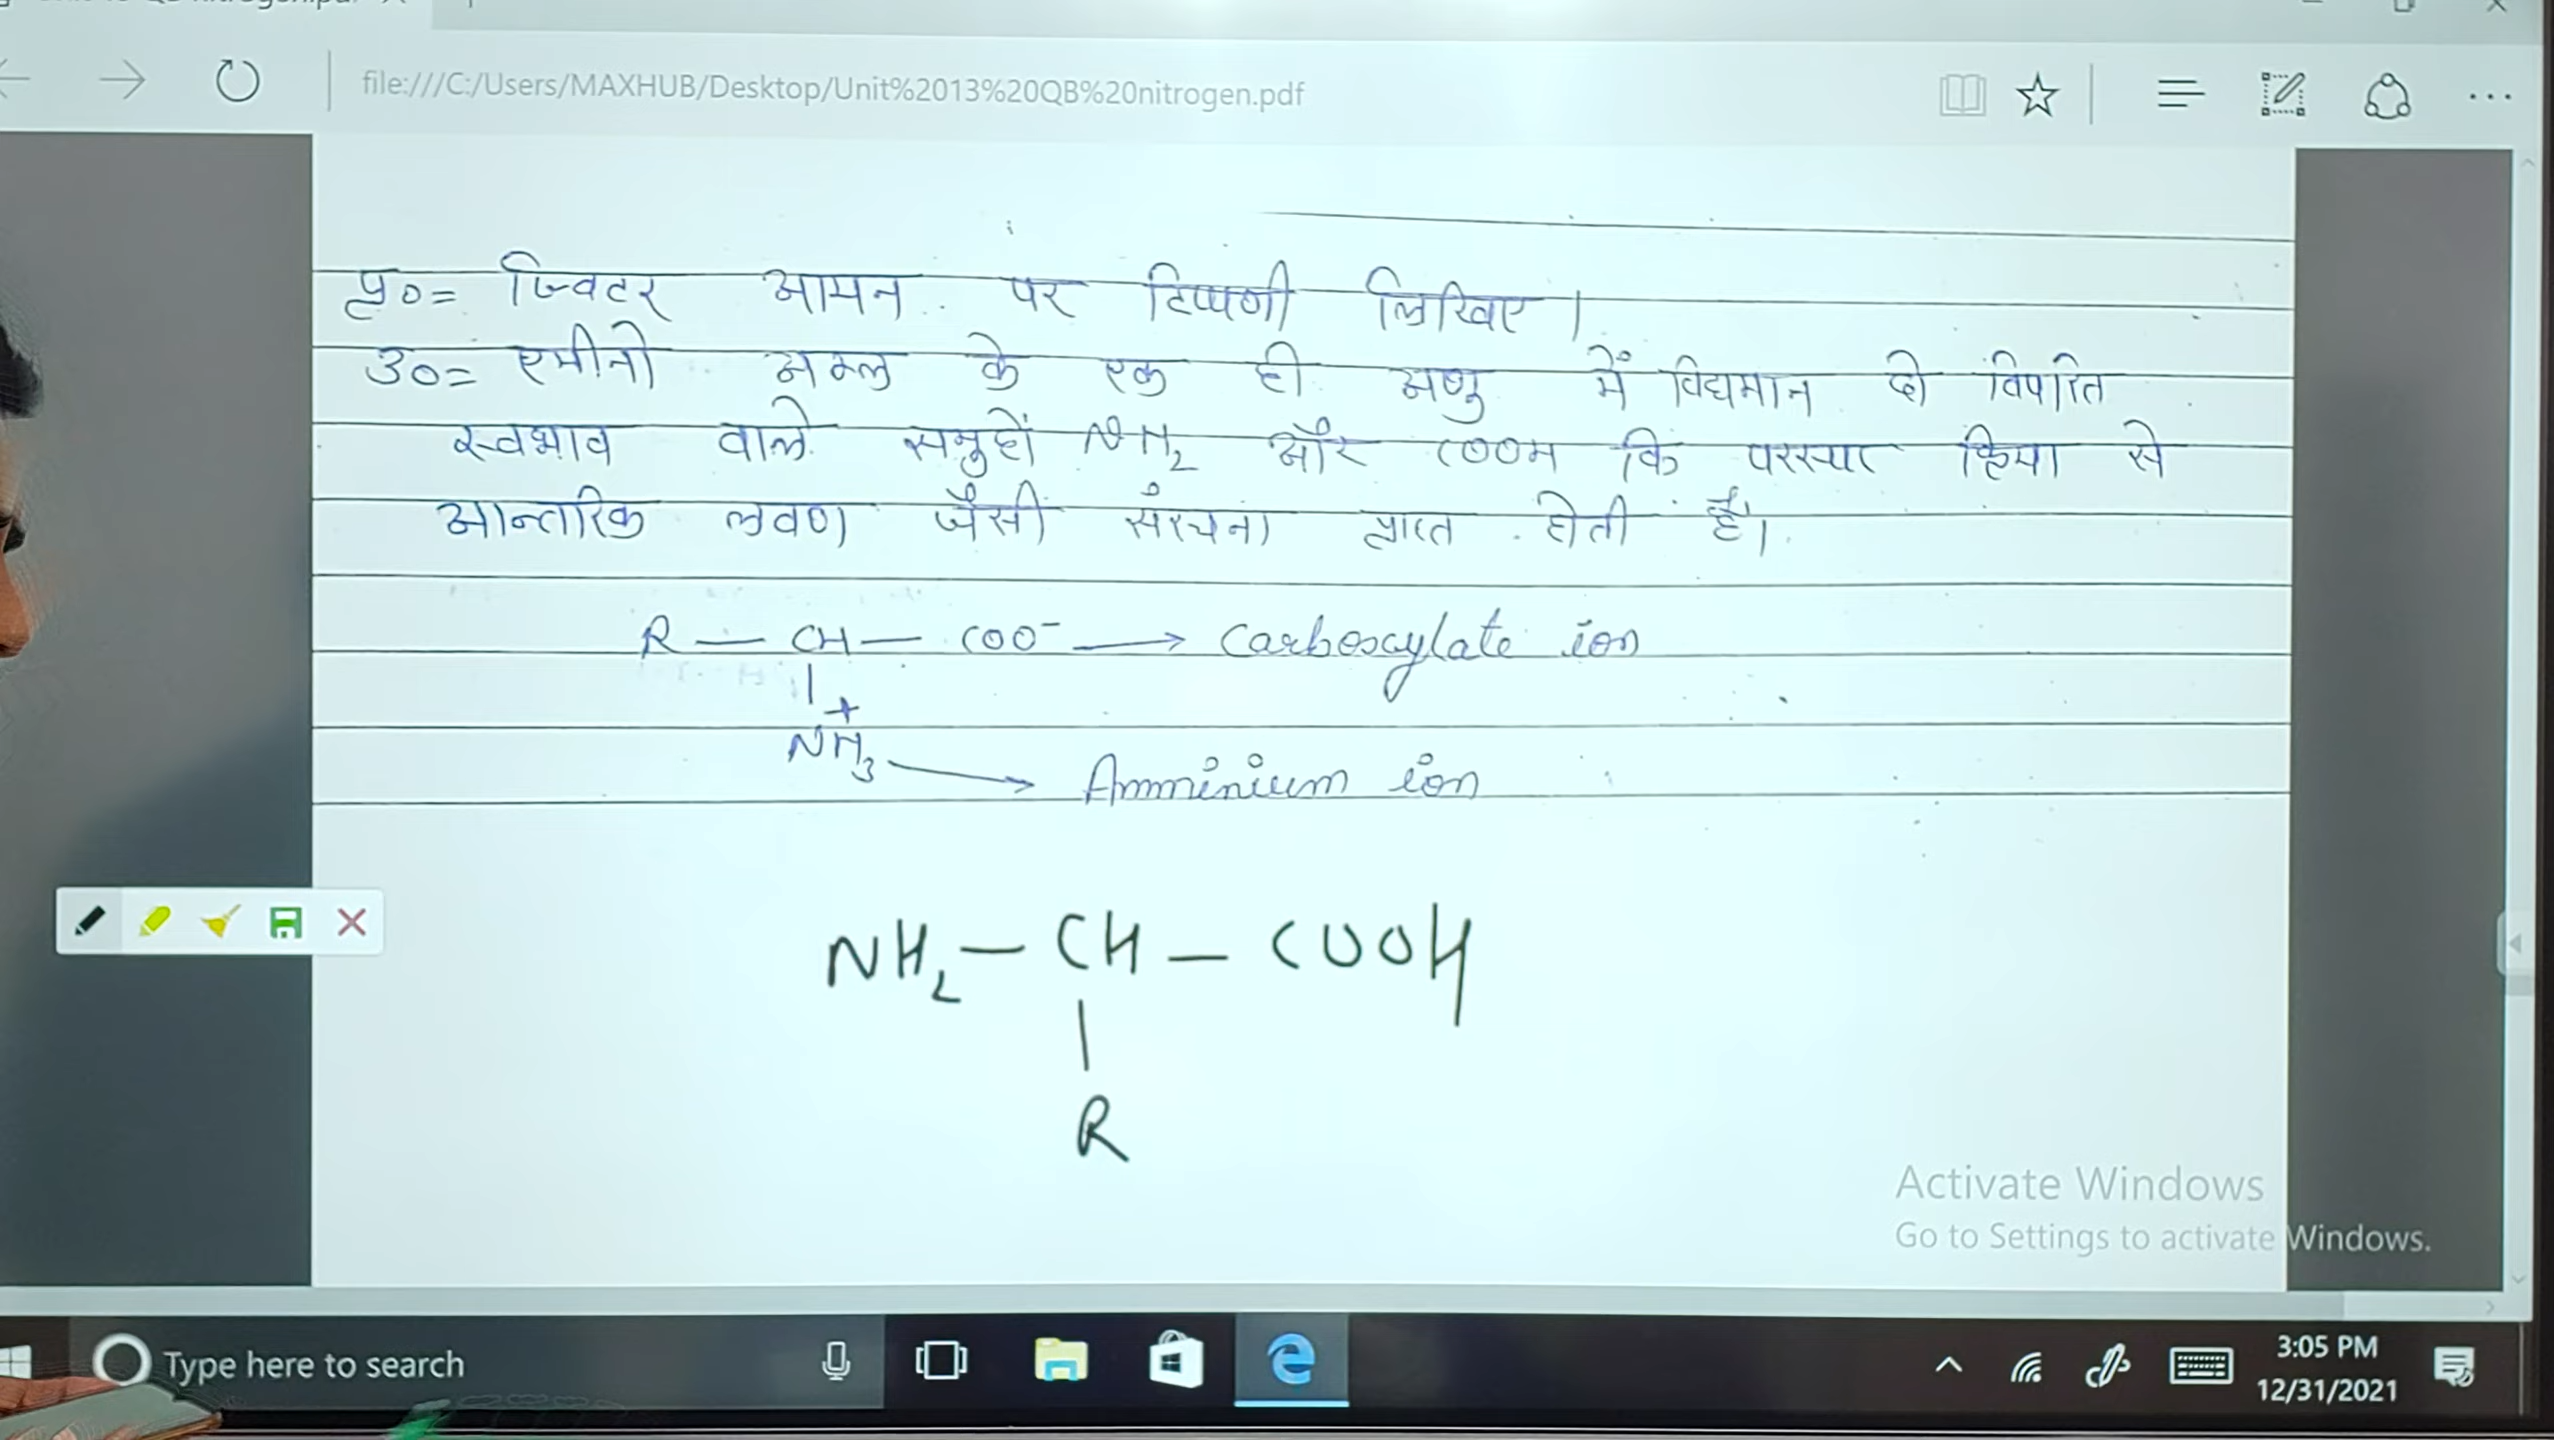 file:///C:/Users/MAXHUB/Desktop/Unit%2013%20QB%20nitrogen.pdf
प्र०= ज्विटर आमन पर टिप्पणी लिखिए।
उ०= एमीनो अम्ल के एक ही अणु में विद्यमान दो विपरित
स्वभाव वाले समुहों NH₂ और COOH कि परस्पर क्रिया से
आन्तरिक लवण जैसी संरचना प्राप्त होती है।
R — CH — COO⁻ → Carboxylate ion
|
+
NH₃ → Amminium ion
NH₂ — CH — COOH
|
R
Activate Windows
Go to Settings to activate Windows.
Type here to search
3:05 PM
12/31/2021